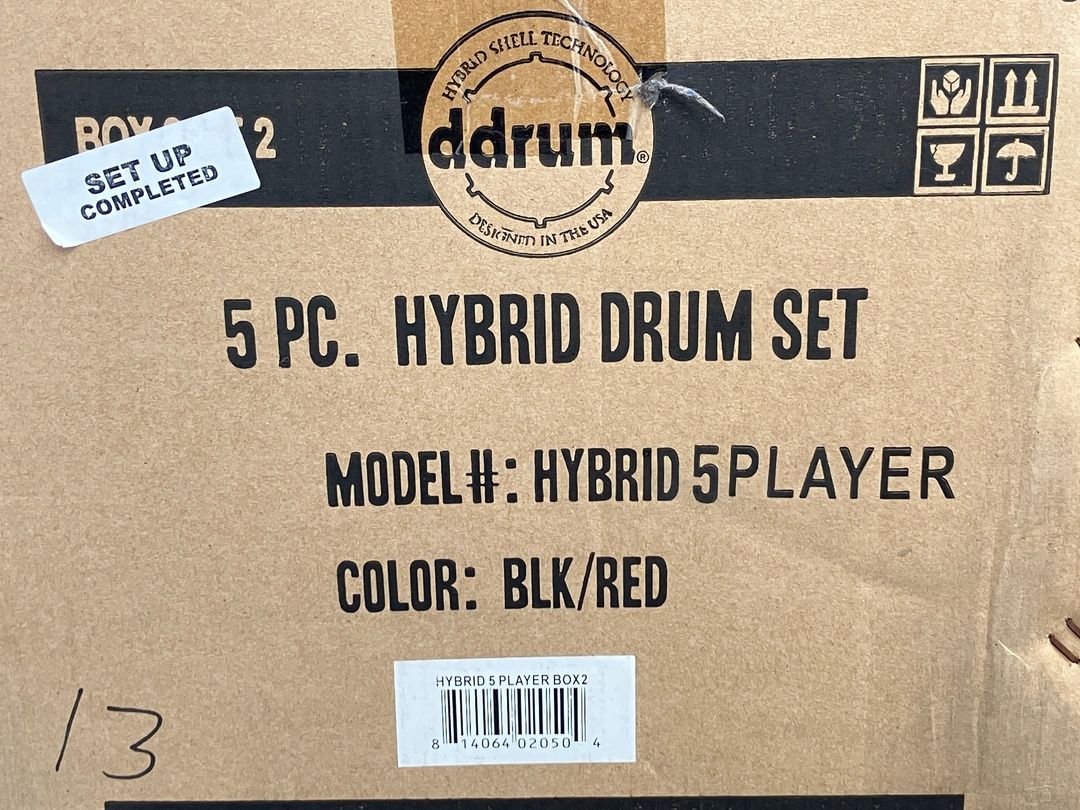 HYBRID SHELL TECHNOLOGY
ddrum®
DESIGNED IN THE USA
BOX 2
SET UP
COMPLETED
5 PC. HYBRID DRUM SET
MODEL#: HYBRID 5PLAYER
COLOR: BLK/RED
HYBRID 5 PLAYER BOX2
8 14064 02050 4
13